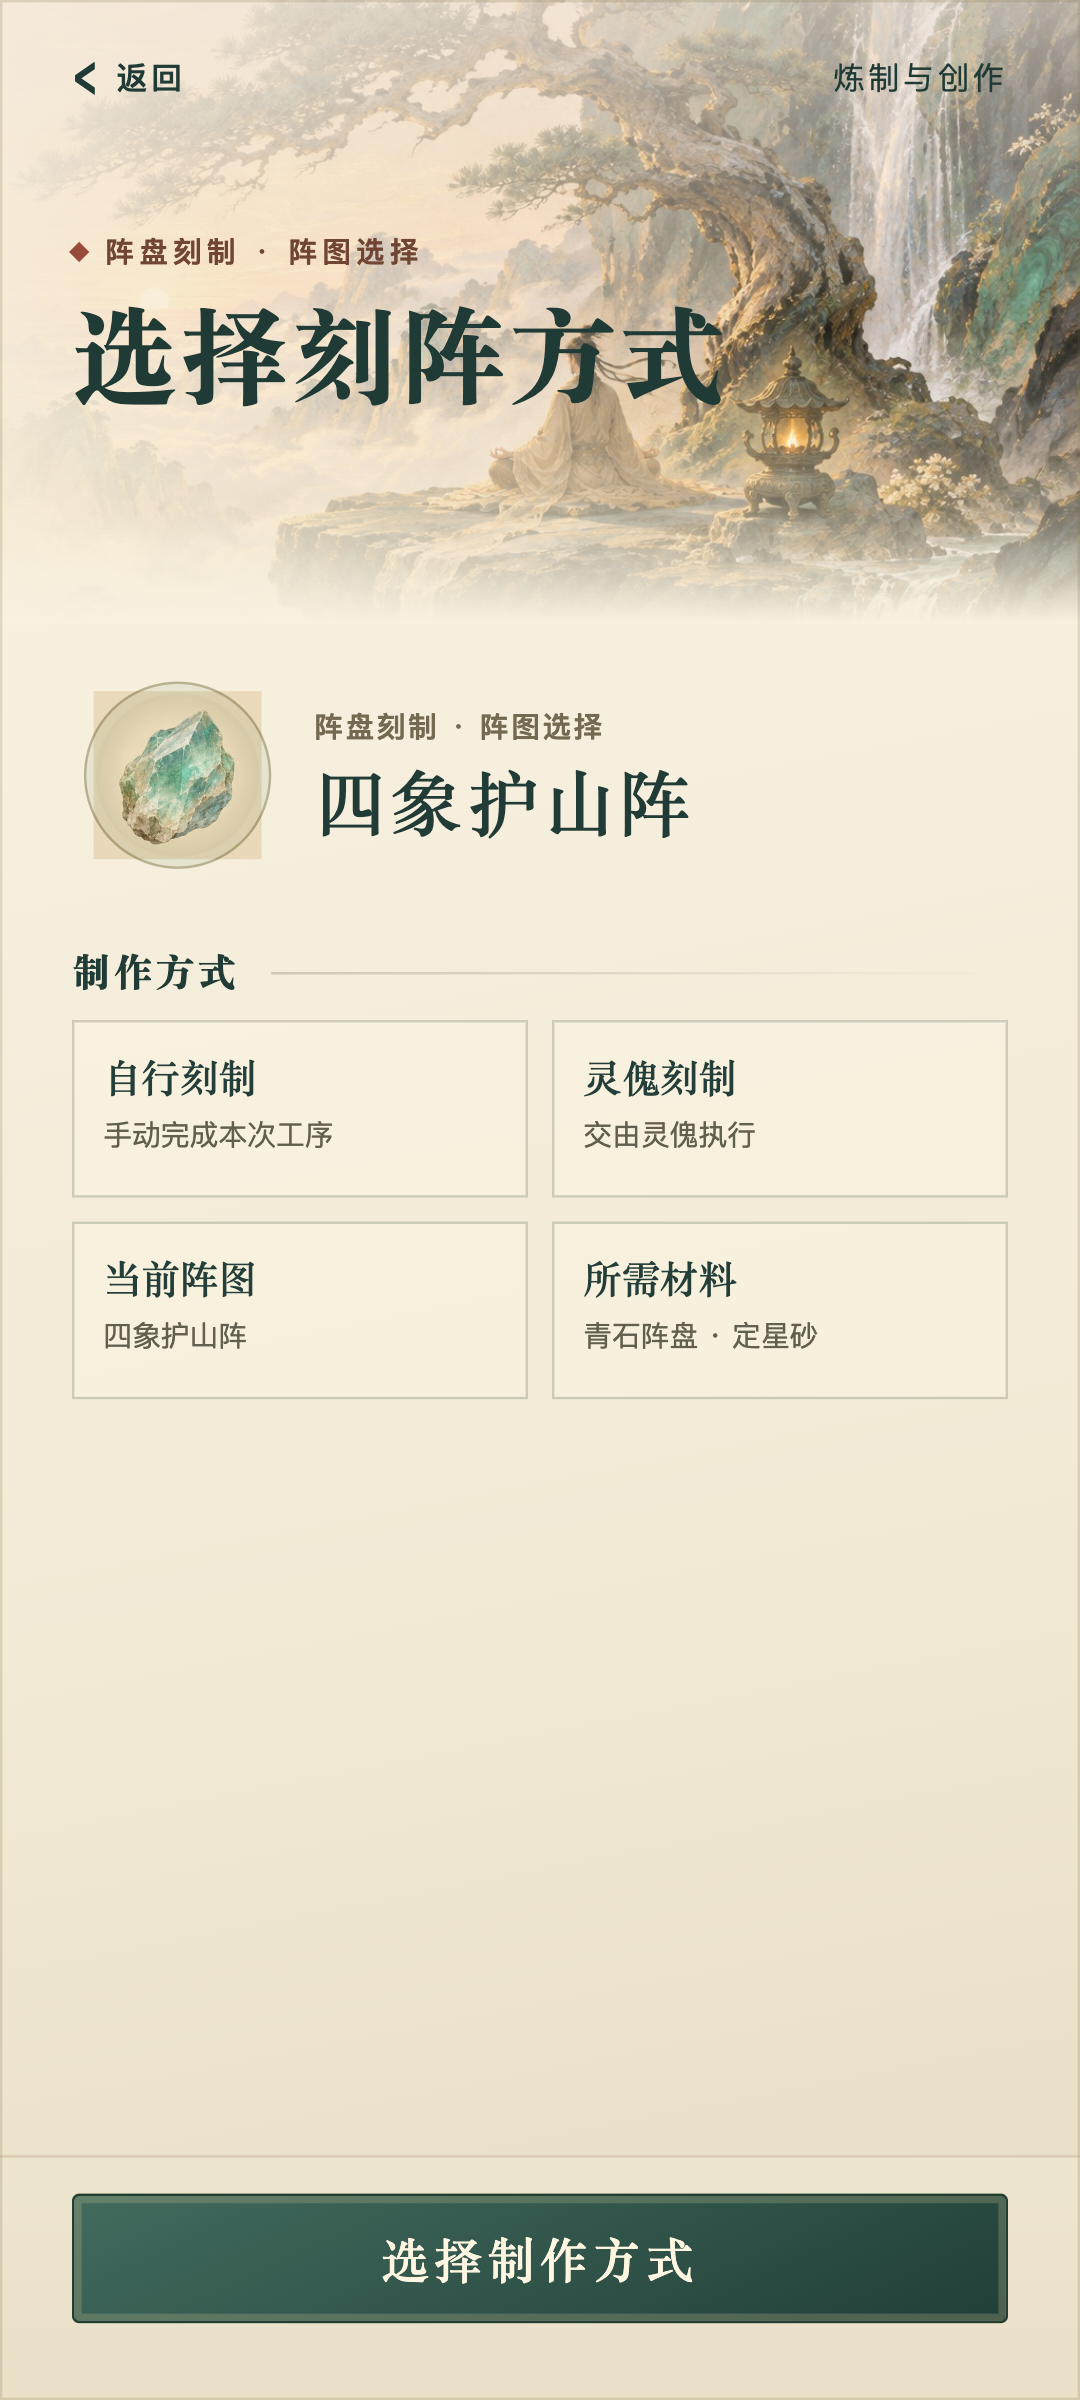 返回
炼制与创作
阵盘刻制 · 阵图选择
选择刻阵方式
阵盘刻制 · 阵图选择
四象护山阵
制作方式
自行刻制
手动完成本次工序
灵傀刻制
交由灵傀执行
当前阵图
四象护山阵
所需材料
青石阵盘 · 定星砂
选择制作方式